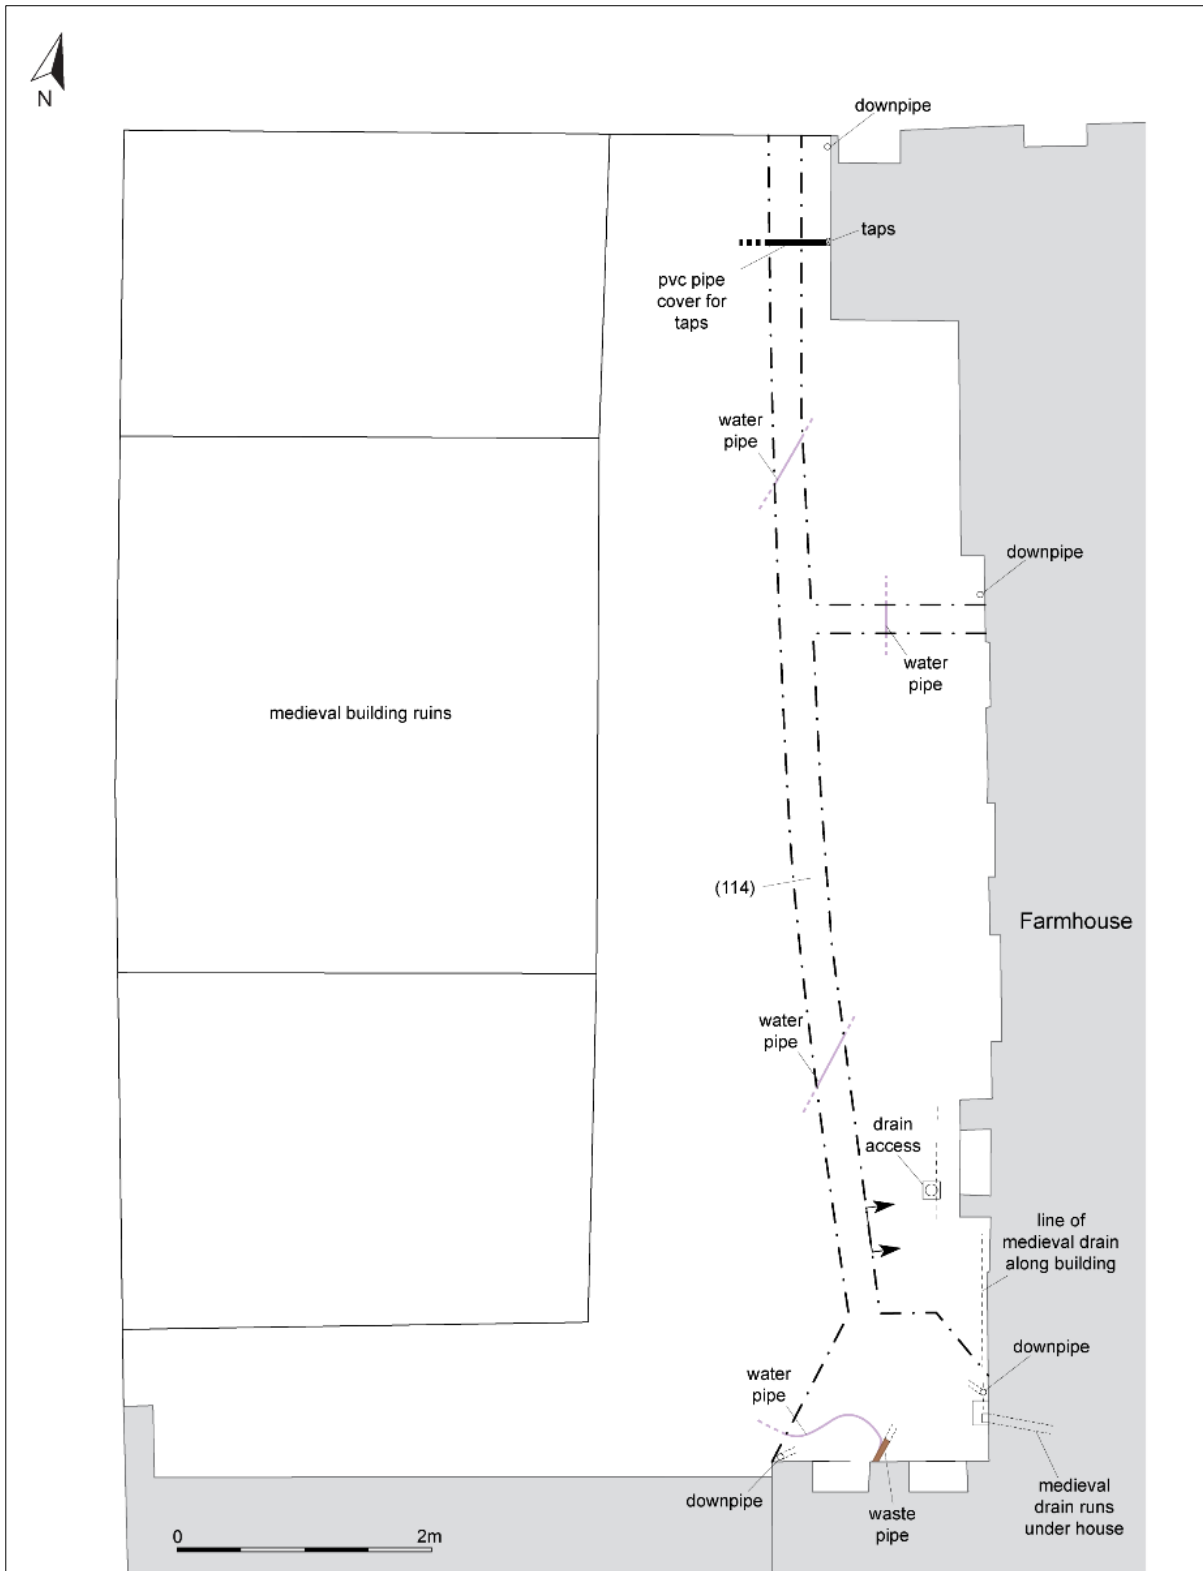 N
downpipe
taps
pvc pipe
cover for
taps
water
pipe
downpipe
water
pipe
medieval building ruins
(114)
Farmhouse
water
pipe
drain
access
line of
medieval drain
along building
downpipe
water
pipe
downpipe
waste
pipe
medieval
drain runs
under house
0 2m